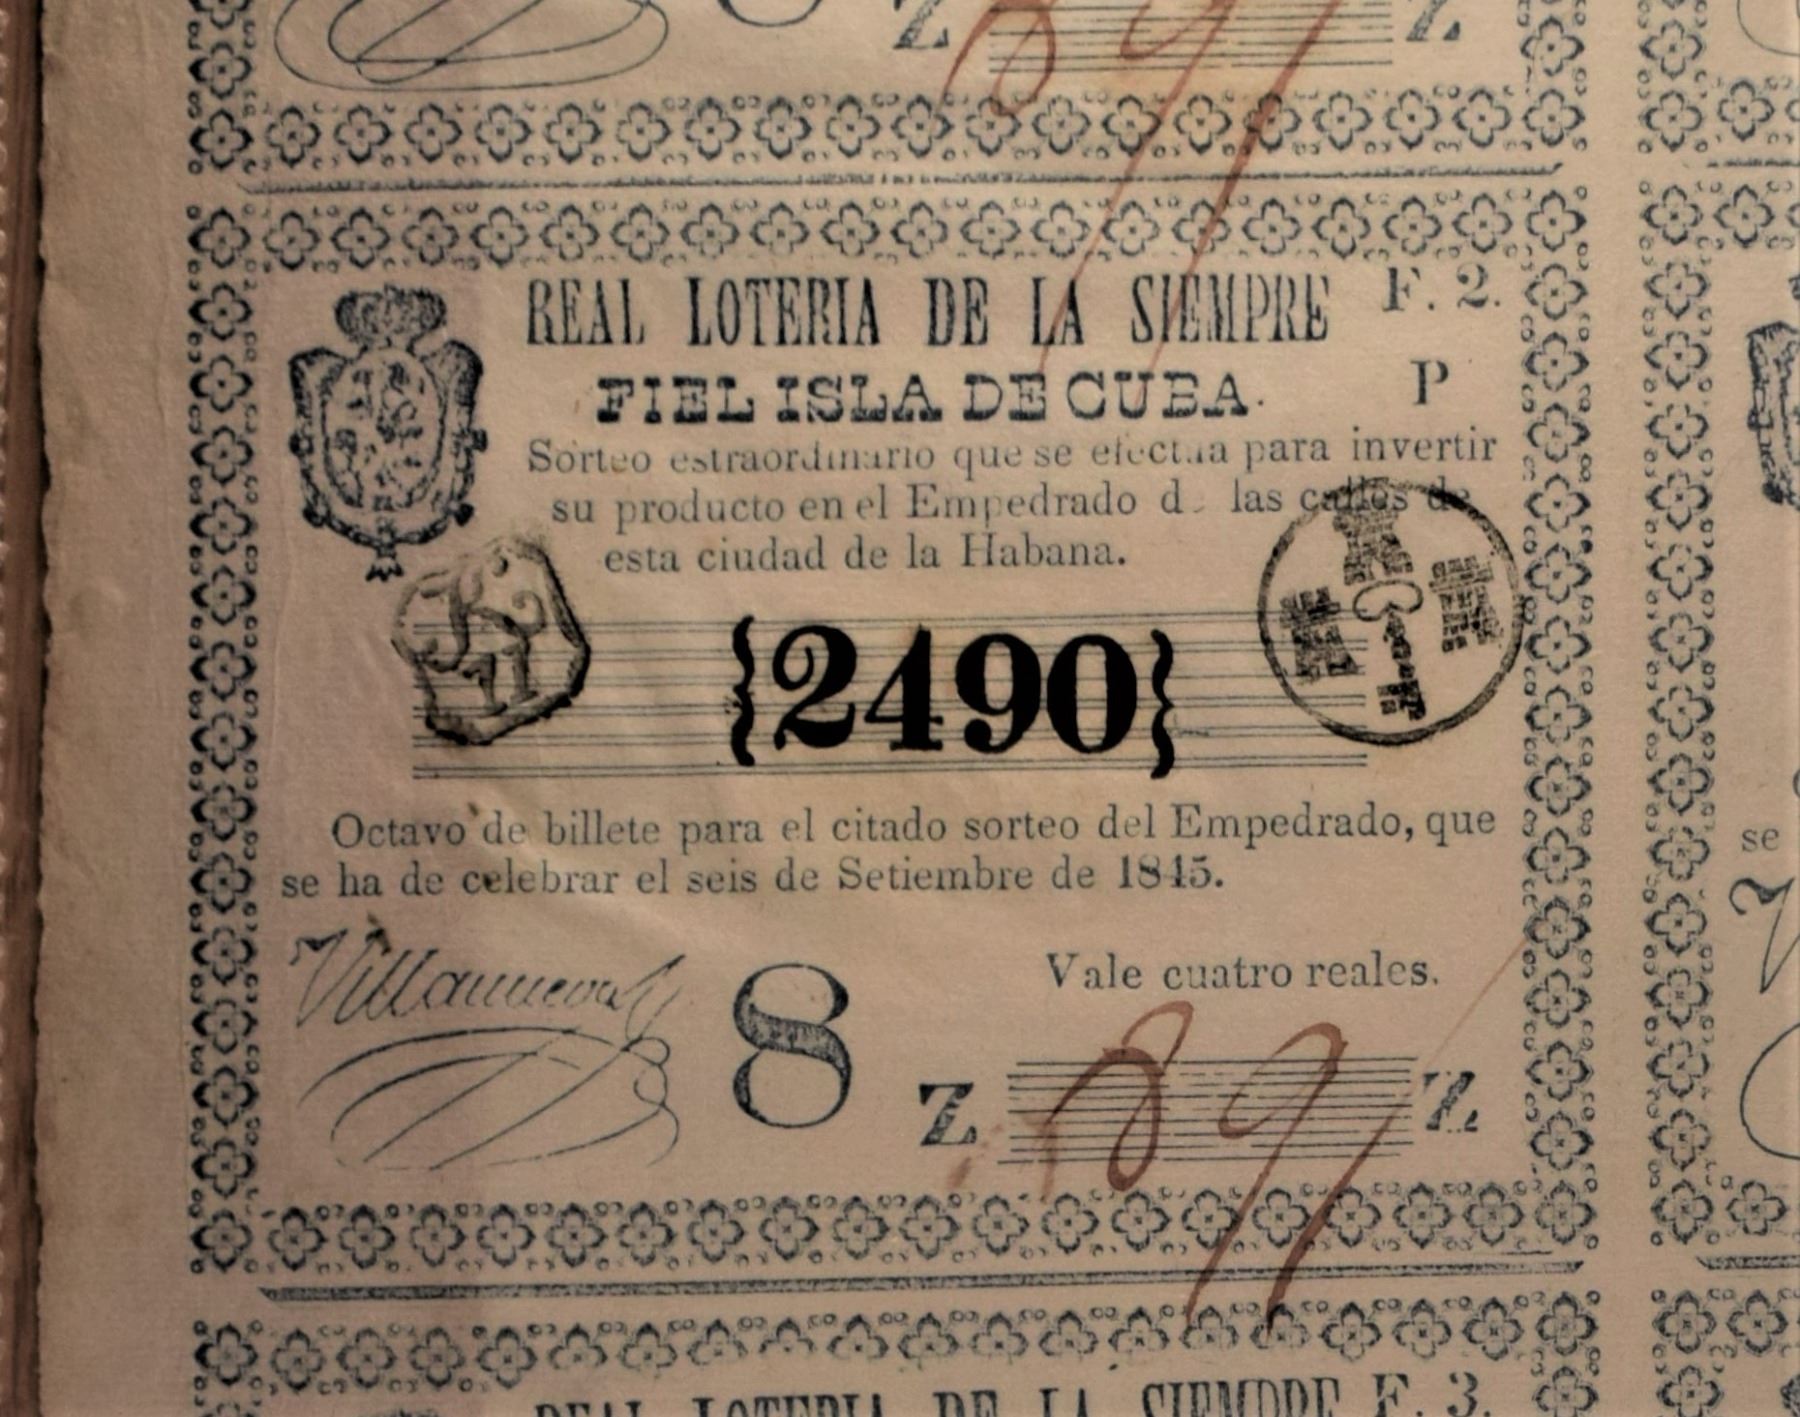 Z Z
REAL LOTERIA DE LA SIEMPRE F. 2.
FIEL ISLA DE CUBA. P
Sorteo estraordinario que se efectua para invertir
su producto en el Empedrado de las calles de
esta ciudad de la Habana.
{2490}
Octavo de billete para el citado sorteo del Empedrado, que
se ha de celebrar el seis de Setiembre de 1845.
Vale cuatro reales.
Villanueva
8 Z Z
REAL LOTERIA DE LA SIEMPRE F. 3.
se